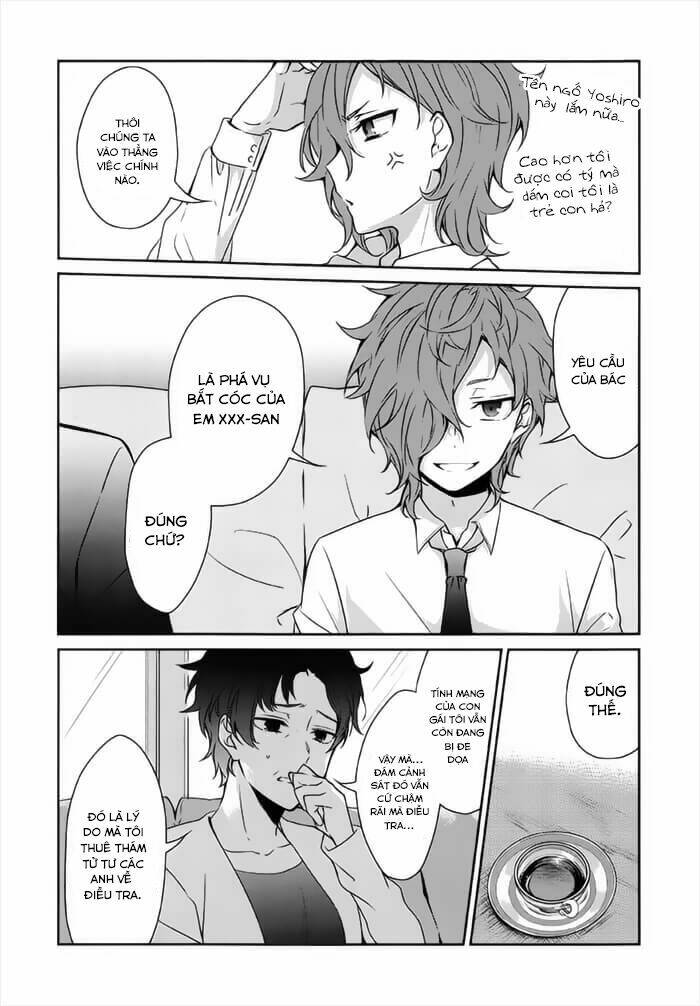 Tên ngố Yoshiro
này lắm nữa...
Cao hơn tôi
được có tý mà
dám coi tôi là
trẻ con hả?
THÔI
CHÚNG TA
VÀO THẲNG
VIỆC CHÍNH
NÀO.
YÊU CẦU
CỦA BÁC
LÀ PHÁ VỤ
BẮT CÓC CỦA
EM XXX-SAN
ĐÚNG
CHỨ?
ĐÚNG
THẾ.
TÍNH MẠNG
CỦA CON
GÁI TÔI VẪN
CÒN ĐANG
BỊ ĐE
DỌA
VẬY MÀ...
ĐÁM CẢNH
SÁT ĐÓ VẪN
CỨ CHẬM
RÃI MÀ ĐIỀU
TRA...
ĐÓ LÀ LÝ
DO MÀ TÔI
THUÊ THÁM
TỬ TƯ CÁC
ANH VỀ
ĐIỀU TRA.